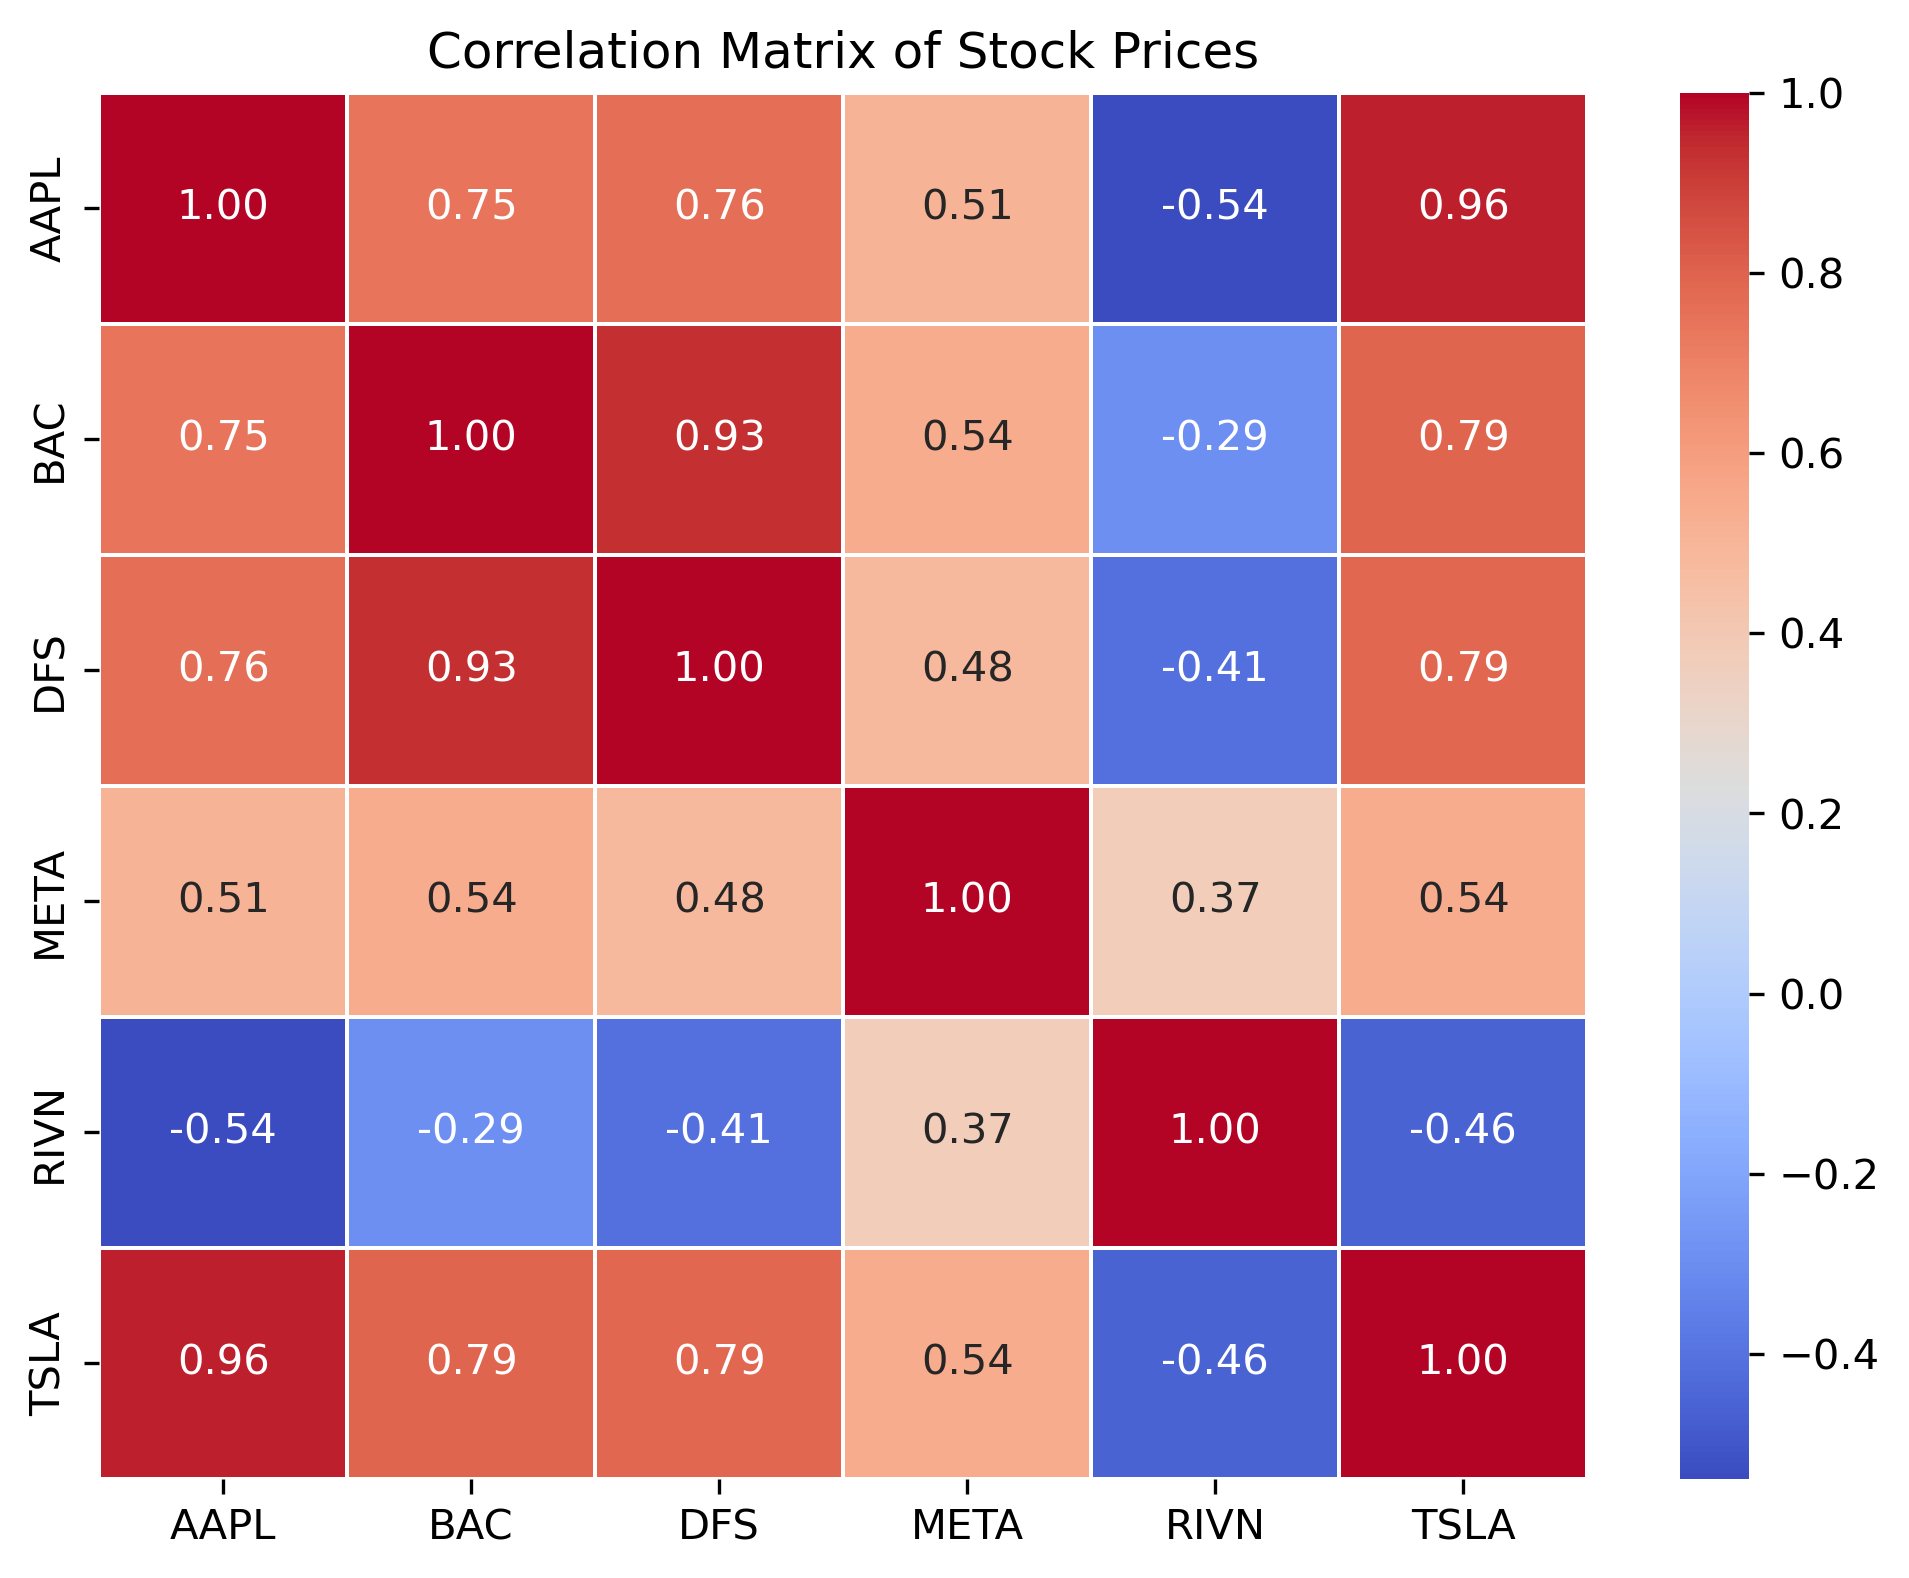 Correlation Matrix of Stock Prices
AAPL 1.00 0.75 0.76 0.51 -0.54 0.96
BAC 0.75 1.00 0.93 0.54 -0.29 0.79
DFS 0.76 0.93 1.00 0.48 -0.41 0.79
META 0.51 0.54 0.48 1.00 0.37 0.54
RIVN -0.54 -0.29 -0.41 0.37 1.00 -0.46
TSLA 0.96 0.79 0.79 0.54 -0.46 1.00
AAPL BAC DFS META RIVN TSLA
1.0
0.8
0.6
0.4
0.2
0.0
−0.2
−0.4